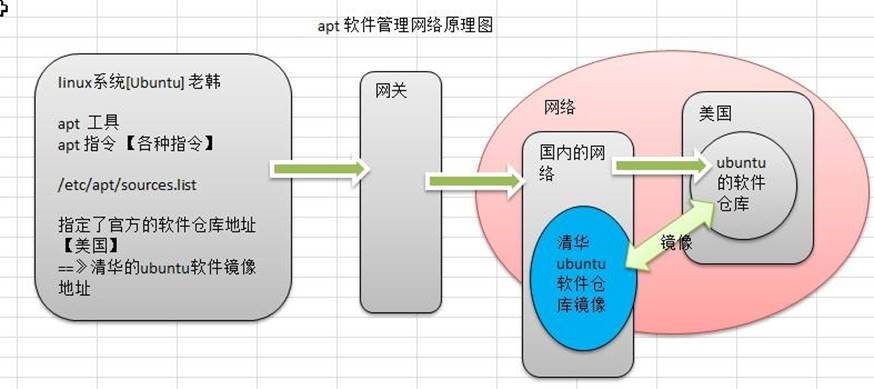 apt 软件管理网络原理图
linux系统[Ubuntu] 老韩
apt 工具
apt 指令【各种指令】
/etc/apt/sources.list
指定了官方的软件仓库地址
【美国】
==》清华的ubuntu软件镜像
地址
网关
网络
国内的网
络
清华
ubuntu
软件仓
库镜像
镜像
美国
ubuntu
的软件
仓库